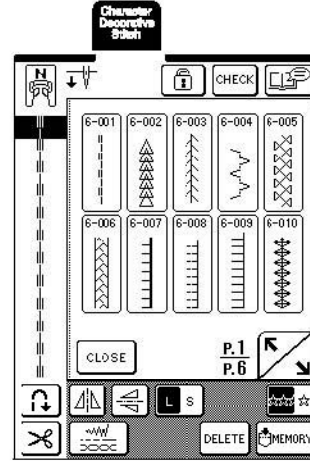 Character
Decorative
Stitch
N
CHECK
6-001 6-002 6-003 6-004 6-005
6-006 6-007 6-008 6-009 6-010
CLOSE
P.1
P.6
L S
DELETE MEMORY